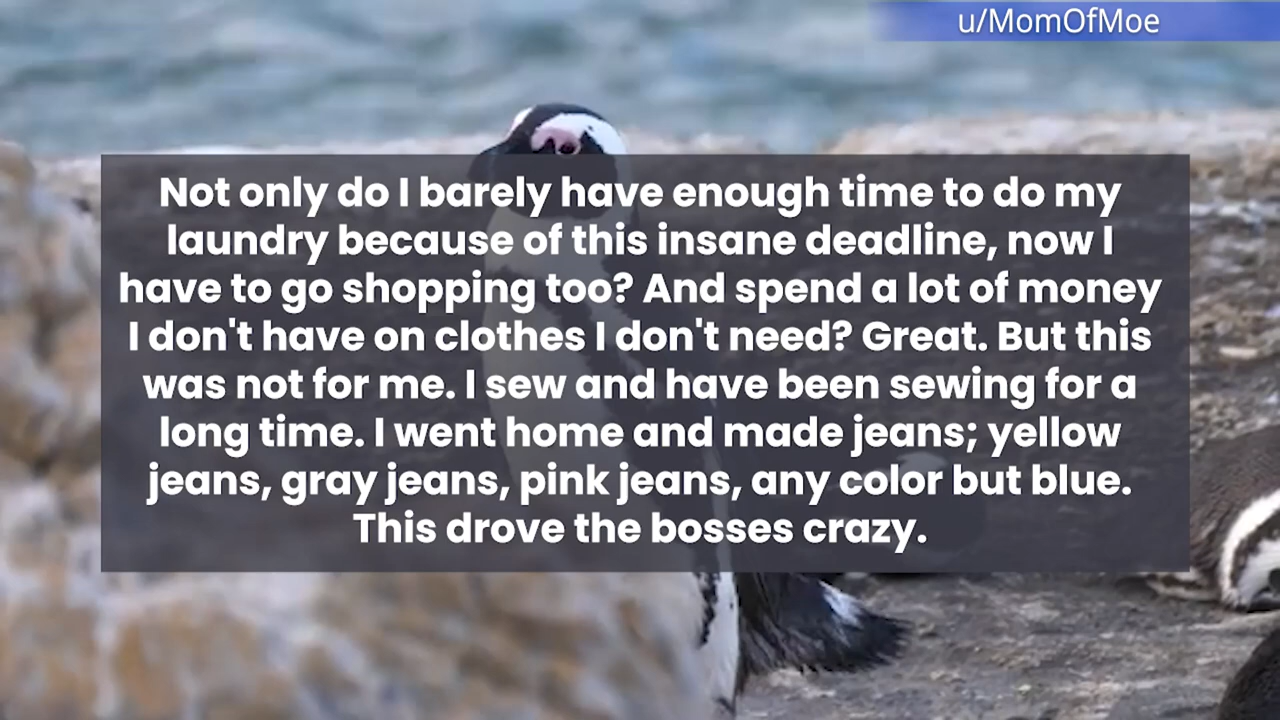 u/MomOfMoe
Not only do I barely have enough time to do my
laundry because of this insane deadline, now I
have to go shopping too? And spend a lot of money
I don't have on clothes I don't need? Great. But this
was not for me. I sew and have been sewing for a
long time. I went home and made jeans; yellow
jeans, gray jeans, pink jeans, any color but blue.
This drove the bosses crazy.